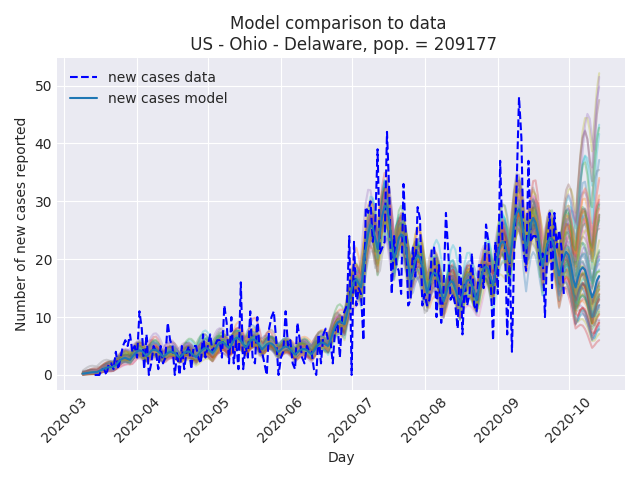 Model comparison to data
US - Ohio - Delaware, pop. = 209177
new cases data
new cases model
Number of new cases reported
50
40
30
20
10
0
2020-03
2020-04
2020-05
2020-06
2020-07
2020-08
2020-09
2020-10
Day